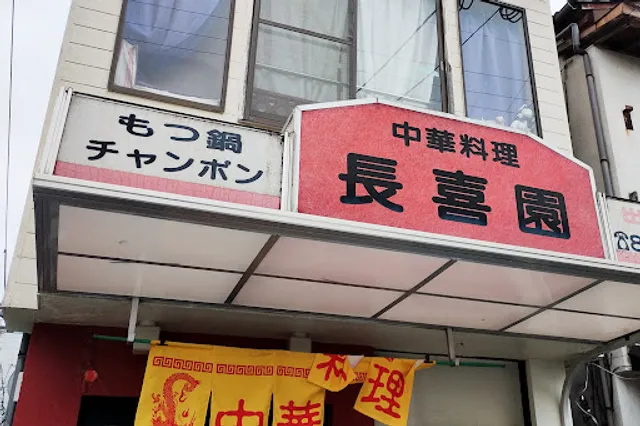 もつ鍋
チャンポン
中華料理
長喜園
☎8
中華料理